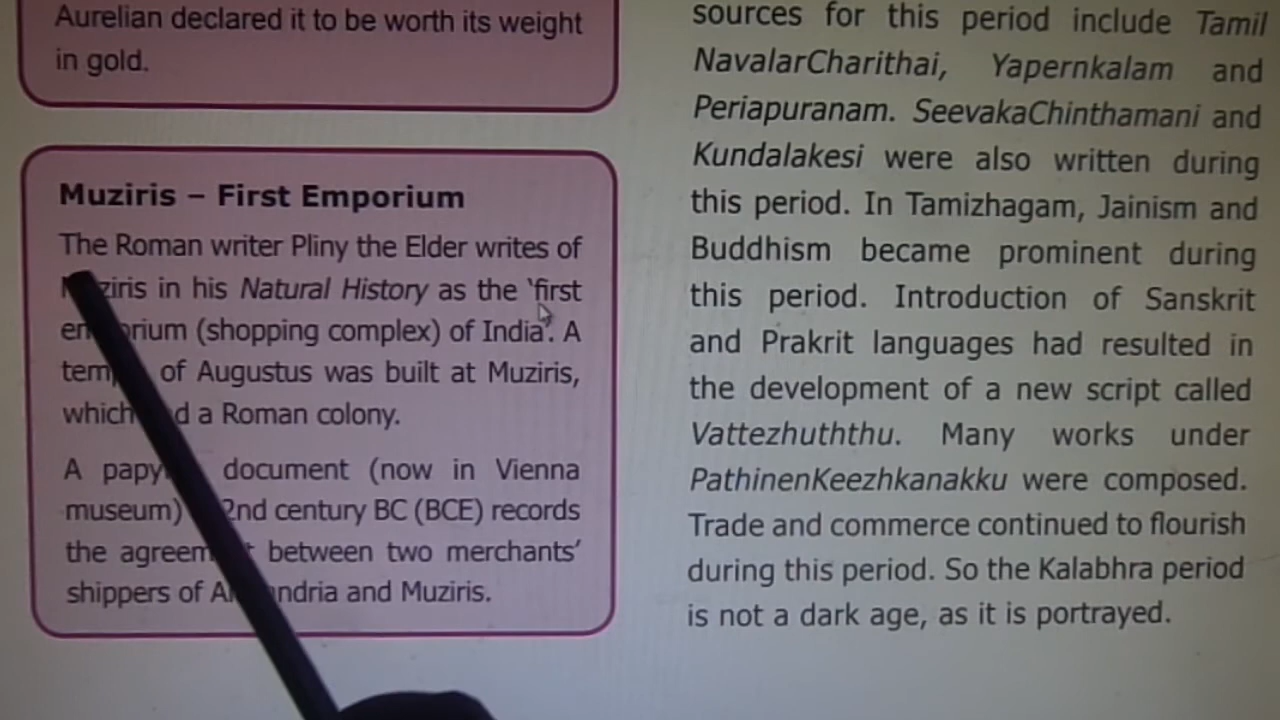 Aurelian declared it to be worth its weight
in gold.
Muziris – First Emporium
The Roman writer Pliny the Elder writes of
in his Natural History as the ‘first
(shopping complex) of India’. A
of Augustus was built at Muziris,
which a Roman colony.
A document (now in Vienna
museum) 2nd century BC (BCE) records
the between two merchants’
shippers of and Muziris.
sources for this period include Tamil
NavalarCharithai, Yapernkalam and
Periapuranam. SeevakaChinthamani and
Kundalakesi were also written during
this period. In Tamizhagam, Jainism and
Buddhism became prominent during
this period. Introduction of Sanskrit
and Prakrit languages had resulted in
the development of a new script called
Vattezhuththu. Many works under
PathinenKeezhkanakku were composed.
Trade and commerce continued to flourish
during this period. So the Kalabhra period
is not a dark age, as it is portrayed.